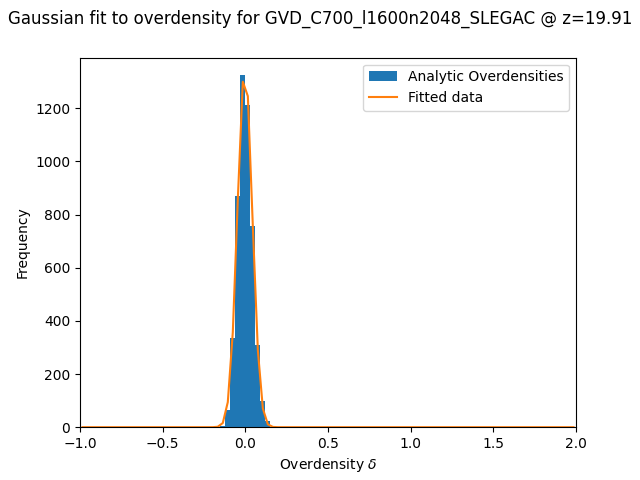 Gaussian fit to overdensity for GVD_C700_l1600n2048_SLEGAC @ z=19.91
Analytic Overdensities
Fitted data
Frequency
1200
1000
800
600
400
200
0
−1.0 −0.5 0.0 0.5 1.0 1.5 2.0
Overdensity δ